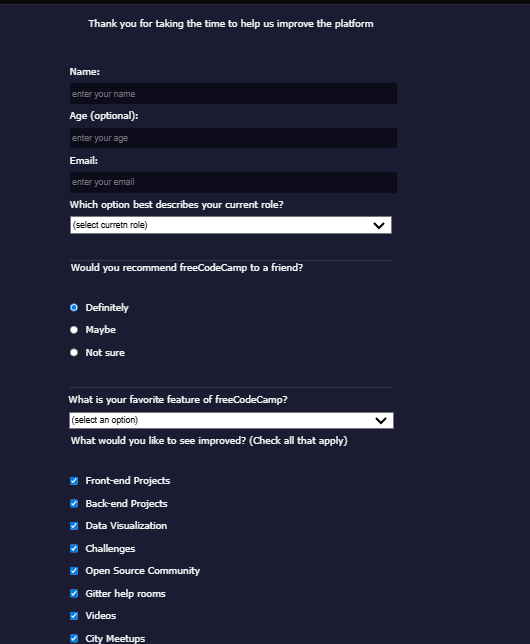 Thank you for taking the time to help us improve the platform
Name:
enter your name
Age (optional):
enter your age
Email:
enter your email
Which option best describes your current role?
(select curretn role)
Would you recommend freeCodeCamp to a friend?
Definitely
Maybe
Not sure
What is your favorite feature of freeCodeCamp?
(select an option)
What would you like to see improved? (Check all that apply)
Front-end Projects
Back-end Projects
Data Visualization
Challenges
Open Source Community
Gitter help rooms
Videos
City Meetups